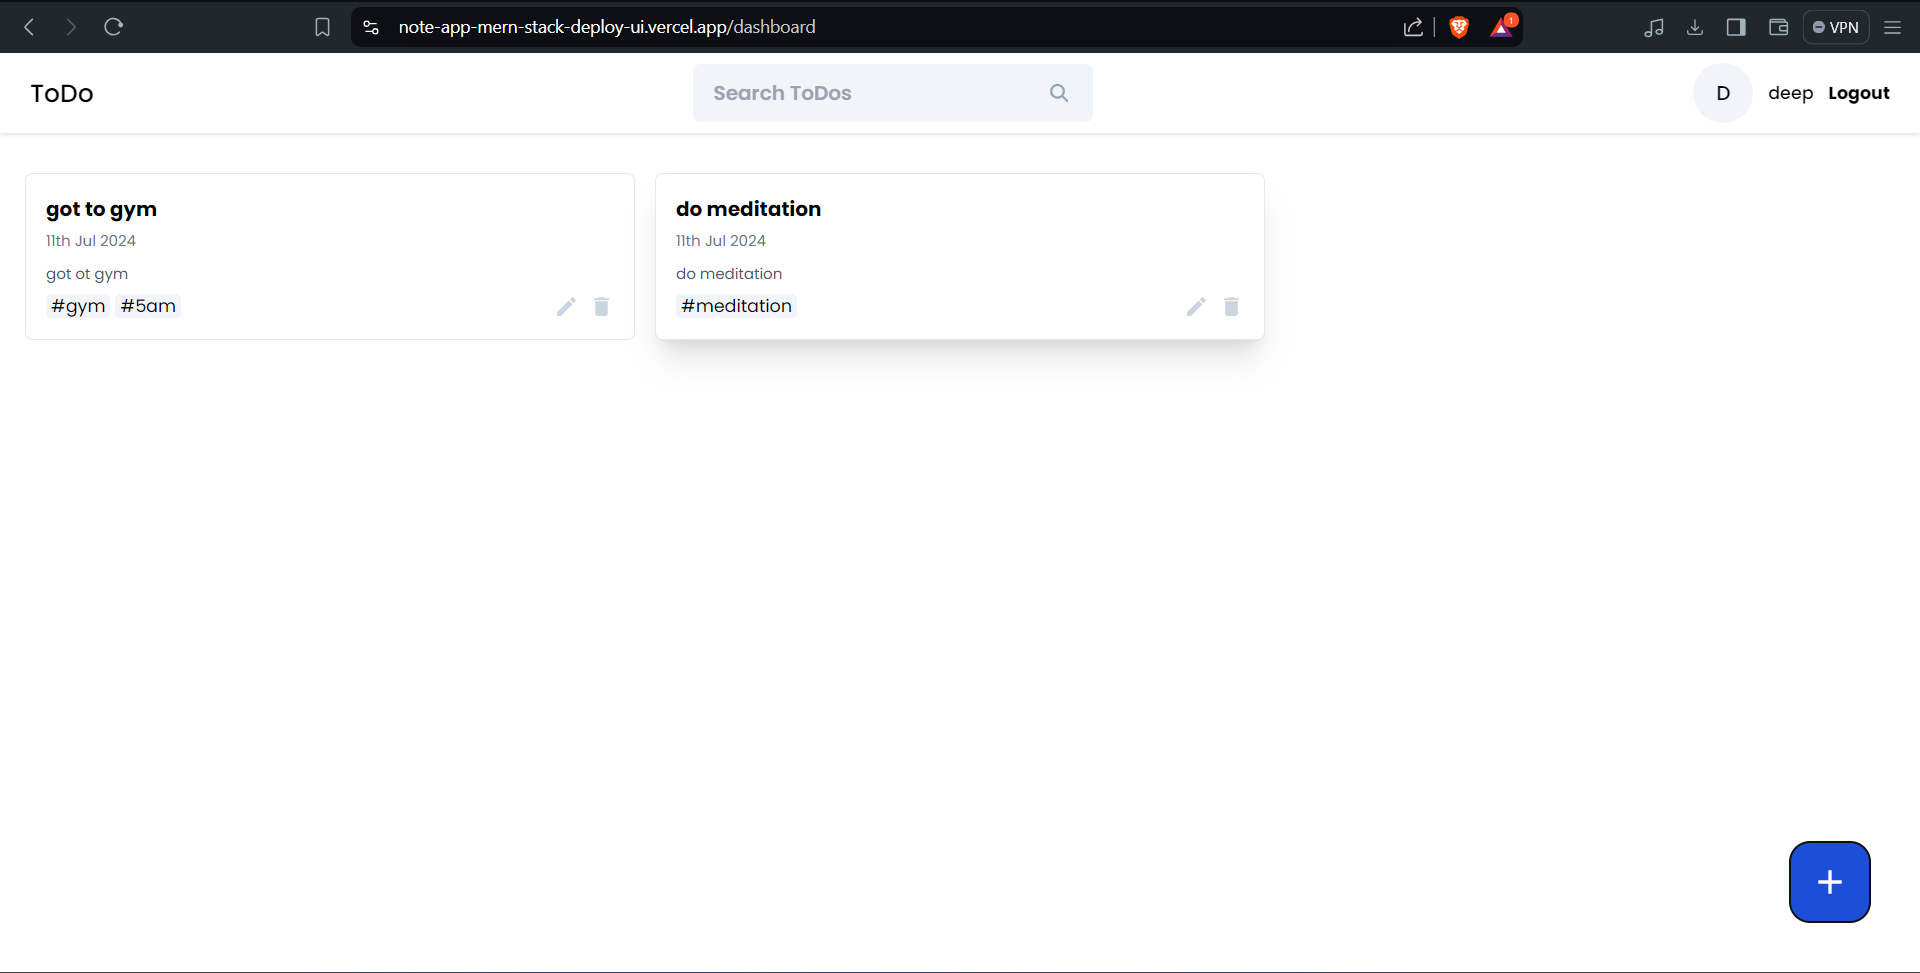 note-app-mern-stack-deploy-ui.vercel.app/dashboard
1
VPN
ToDo
Search ToDos
D
deep
Logout
got to gym
11th Jul 2024
got ot gym
#gym #5am
do meditation
11th Jul 2024
do meditation
#meditation
+